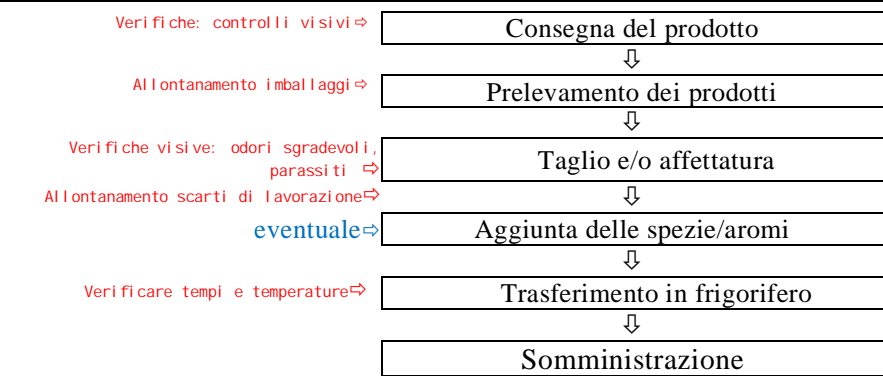 Verifiche: controlli visivi⇨ Consegna del prodotto
⇩
Allontanamento imballaggi⇨ Prelevamento dei prodotti
⇩
Verifiche visive: odori sgradevoli,
parassiti ⇨ Taglio e/o affettatura
Allontanamento scarti di lavorazione⇨ ⇩
eventuale⇨ Aggiunta delle spezie/aromi
⇩
Verificare tempi e temperature⇨ Trasferimento in frigorifero
⇩
Somministrazione